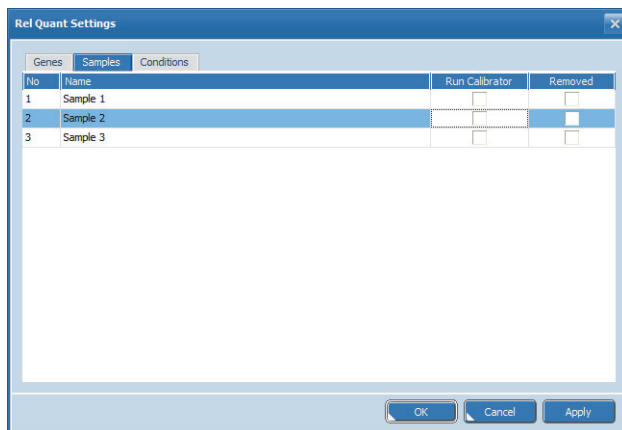 Rel Quant Settings
Genes Samples Conditions
No Name Run Calibrator Removed
1 Sample 1
2 Sample 2
3 Sample 3
OK Cancel Apply